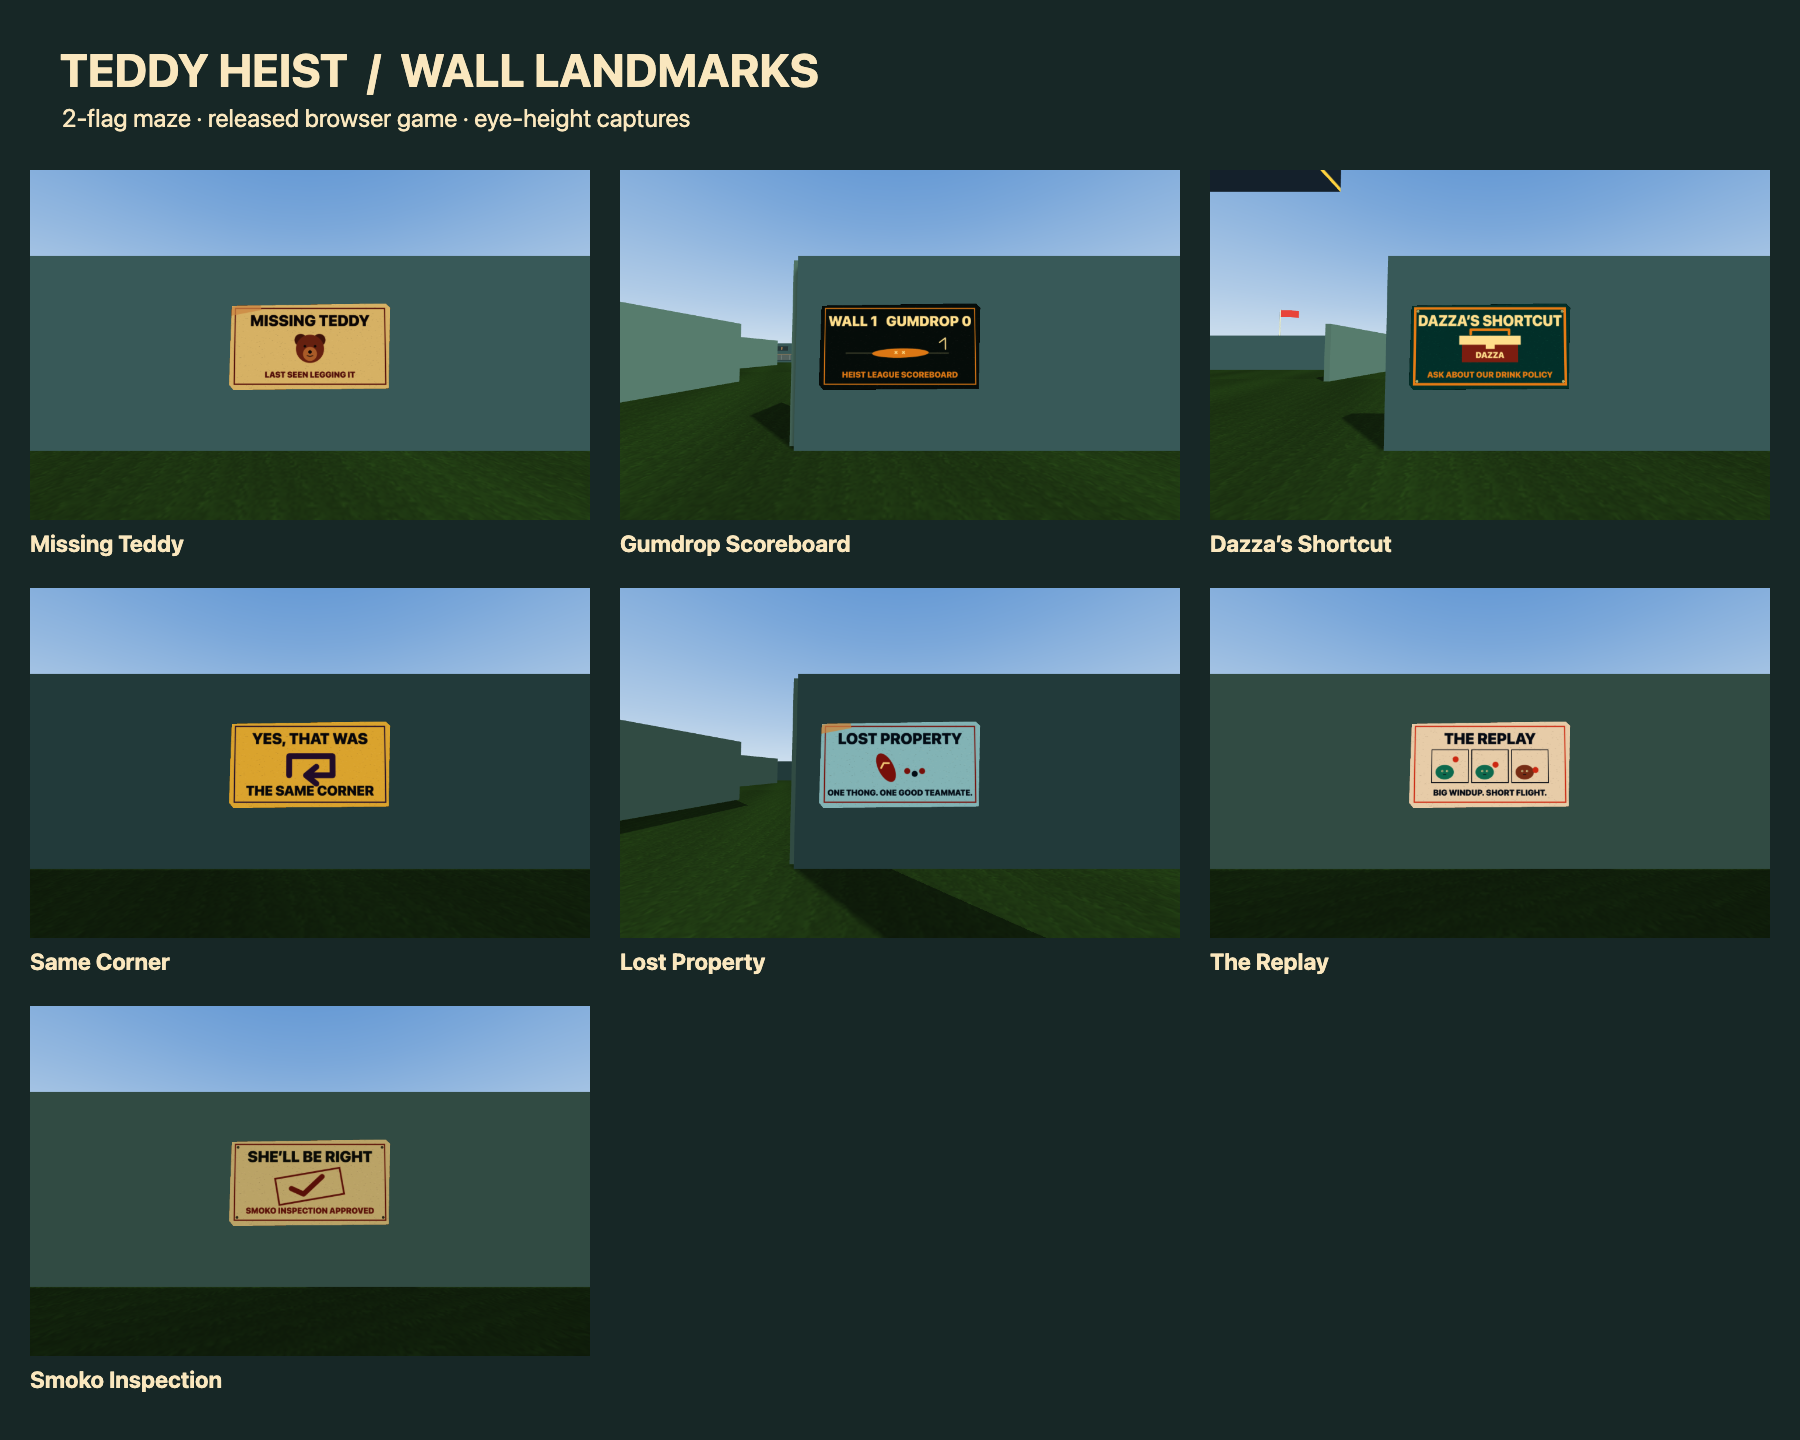 TEDDY HEIST / WALL LANDMARKS
2-flag maze · released browser game · eye-height captures
MISSING TEDDY
LAST SEEN LEGGING IT
Missing Teddy
WALL 1 GUMDROP 0
HEIST LEAGUE SCOREBOARD
Gumdrop Scoreboard
DAZZA'S SHORTCUT
DAZZA
ASK ABOUT OUR DRINK POLICY
Dazza's Shortcut
YES, THAT WAS
THE SAME CORNER
Same Corner
LOST PROPERTY
ONE THONG. ONE GOOD TEAMMATE.
Lost Property
THE REPLAY
BIG WINDUP. SHORT FLIGHT.
The Replay
SHE'LL BE RIGHT
SMOKO INSPECTION APPROVED
Smoko Inspection